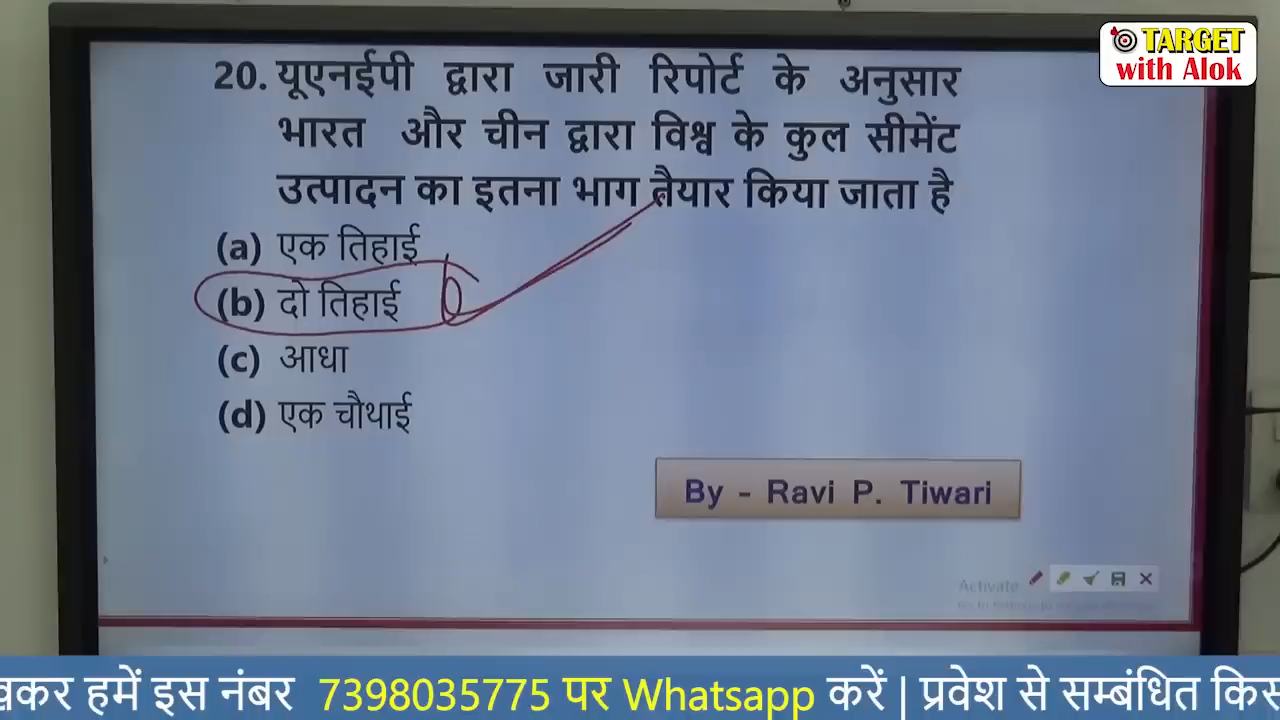 TARGET
with Alok
20. यूएनईपी द्वारा जारी रिपोर्ट के अनुसार
भारत और चीन द्वारा विश्व के कुल सीमेंट
उत्पादन का इतना भाग तैयार किया जाता है
(a) एक तिहाई
(b) दो तिहाई
(c) आधा
(d) एक चौथाई
By - Ravi P. Tiwari
Activate
हमें इस नंबर 7398035775 पर Whatsapp करें | प्रवेश से सम्बंधित